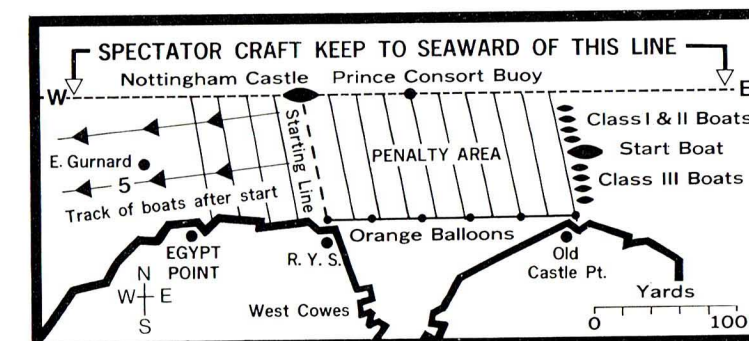 SPECTATOR CRAFT KEEP TO SEAWARD OF THIS LINE
Nottingham Castle Prince Consort Buoy
W E
Starting Line
Class I & II Boats
E. Gurnard
PENALTY AREA
Start Boat
5
Class III Boats
Track of boats after start
Orange Balloons
EGYPT
POINT
R. Y. S.
Old
Castle Pt.
N
W E
S
West Cowes
Yards
0 100